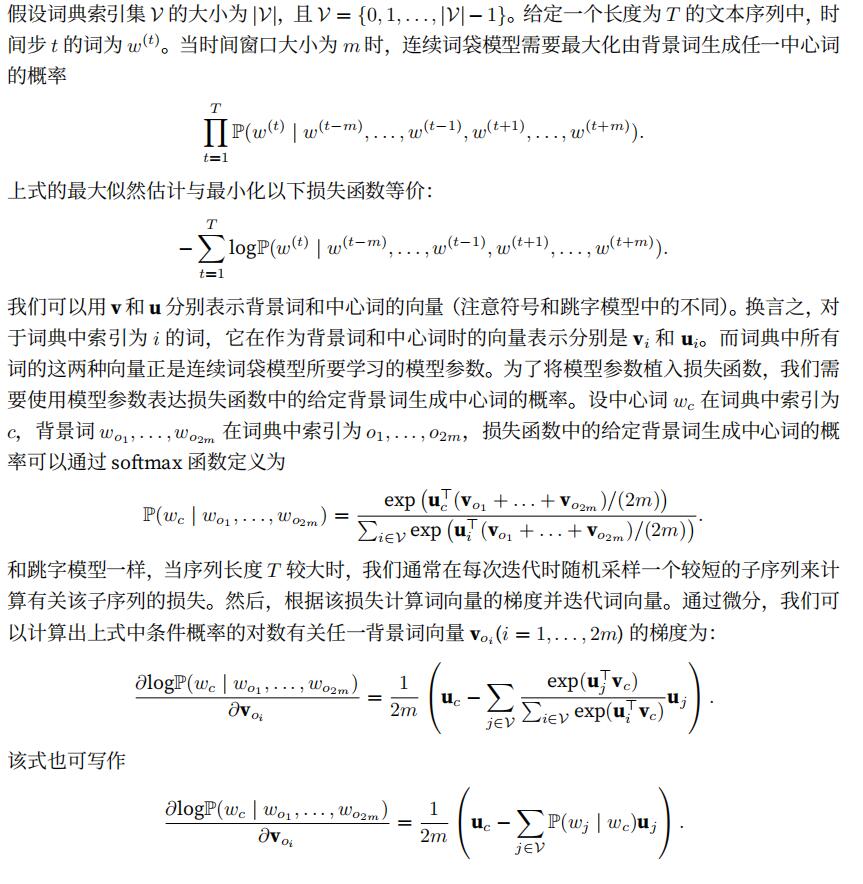 假设词典索引集 $\mathcal{V}$ 的大小为 $|\mathcal{V}|$，且 $\mathcal{V} = \{0, 1, \ldots, |\mathcal{V}| - 1\}$。给定一个长度为 $T$ 的文本序列中，时
间步 $t$ 的词为 $w^{(t)}$。当时间窗口大小为 $m$ 时，连续词袋模型需要最大化由背景词生成任一中心词
的概率
$$\prod_{t=1}^{T} \mathbb{P}(w^{(t)} \mid w^{(t-m)}, \ldots, w^{(t-1)}, w^{(t+1)}, \ldots, w^{(t+m)}).$$
上式的最大似然估计与最小化以下损失函数等价：
$$-\sum_{t=1}^{T} \log \mathbb{P}(w^{(t)} \mid w^{(t-m)}, \ldots, w^{(t-1)}, w^{(t+1)}, \ldots, w^{(t+m)}).$$
我们可以用 $\mathbf{v}$ 和 $\mathbf{u}$ 分别表示背景词和中心词的向量（注意符号和跳字模型中的不同）。换言之，对
于词典中索引为 $i$ 的词，它在作为背景词和中心词时的向量表示分别是 $\mathbf{v}_i$ 和 $\mathbf{u}_i$。而词典中所有
词的这两种向量正是连续词袋模型所要学习的模型参数。为了将模型参数植入损失函数，我们需
要使用模型参数表达损失函数中的给定背景词生成中心词的概率。设中心词 $w_c$ 在词典中索引为
$c$，背景词 $w_{o_1}, \ldots, w_{o_{2m}}$ 在词典中索引为 $o_1, \ldots, o_{2m}$，损失函数中的给定背景词生成中心词的概
率可以通过 softmax 函数定义为
$$\mathbb{P}(w_c \mid w_{o_1}, \ldots, w_{o_{2m}}) = \frac{\exp\left(\mathbf{u}_c^\top (\mathbf{v}_{o_1} + \ldots + \mathbf{v}_{o_{2m}})/(2m)\right)}{\sum_{i \in \mathcal{V}} \exp\left(\mathbf{u}_i^\top (\mathbf{v}_{o_1} + \ldots + \mathbf{v}_{o_{2m}})/(2m)\right)}.$$
和跳字模型一样，当序列长度 $T$ 较大时，我们通常在每次迭代时随机采样一个较短的子序列来计
算有关该子序列的损失。然后，根据该损失计算词向量的梯度并迭代词向量。通过微分，我们可
以计算出上式中条件概率的对数有关任一背景词向量 $\mathbf{v}_{o_i}(i = 1, \ldots, 2m)$ 的梯度为：
$$\frac{\partial \log \mathbb{P}(w_c \mid w_{o_1}, \ldots, w_{o_{2m}})}{\partial \mathbf{v}_{o_i}} = \frac{1}{2m} \left( \mathbf{u}_c - \sum_{j \in \mathcal{V}} \frac{\exp(\mathbf{u}_j^\top \mathbf{v}_c)}{\sum_{i \in \mathcal{V}} \exp(\mathbf{u}_i^\top \mathbf{v}_c)} \mathbf{u}_j \right).$$
该式也可写作
$$\frac{\partial \log \mathbb{P}(w_c \mid w_{o_1}, \ldots, w_{o_{2m}})}{\partial \mathbf{v}_{o_i}} = \frac{1}{2m} \left( \mathbf{u}_c - \sum_{j \in \mathcal{V}} \mathbb{P}(w_j \mid w_c) \mathbf{u}_j \right).$$